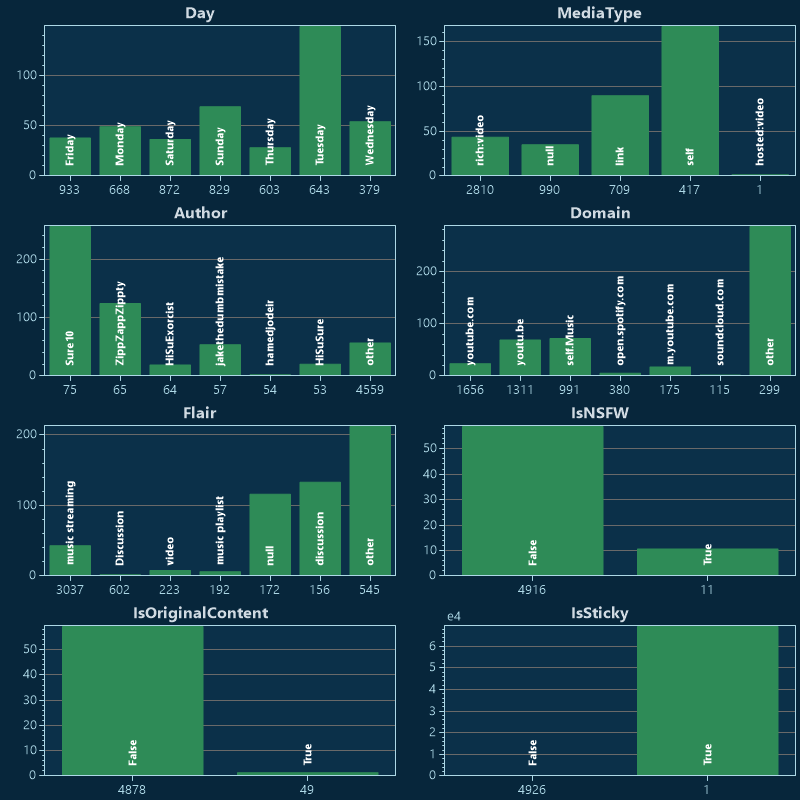 Day
100
50
0
Friday
Monday
Saturday
Sunday
Thursday
Tuesday
Wednesday
933 668 872 829 603 643 379
MediaType
150
100
50
0
rich:video
null
link
self
hosted:video
2810 990 709 417 1
Author
200
100
0
Sure10
ZippZappZippty
HiSuExorcist
jakethedumbmistake
hamedjodeir
HiSuSure
other
75 65 64 57 54 53 4559
Domain
200
100
0
youtube.com
youtu.be
self.Music
open.spotify.com
m.youtube.com
soundcloud.com
other
1656 1311 991 380 175 115 299
Flair
200
100
0
music streaming
Discussion
video
music playlist
null
discussion
other
3037 602 223 192 172 156 545
IsNSFW
50
40
30
20
10
0
False
True
4916 11
IsOriginalContent
50
40
30
20
10
0
False
True
4878 49
IsSticky
e4
6
5
4
3
2
1
0
False
True
4926 1